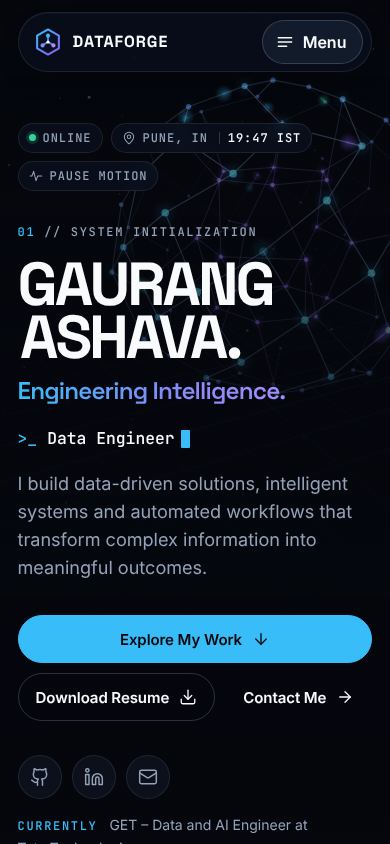 DATAFORGE
Menu
ONLINE
PUNE, IN
19:47 IST
PAUSE MOTION
01 // SYSTEM INITIALIZATION
GAURANG
ASHAVA.
Engineering Intelligence.
>_ Data Engineer
I build data-driven solutions, intelligent
systems and automated workflows that
transform complex information into
meaningful outcomes.
Explore My Work
Download Resume
Contact Me
CURRENTLY GET – Data and AI Engineer at